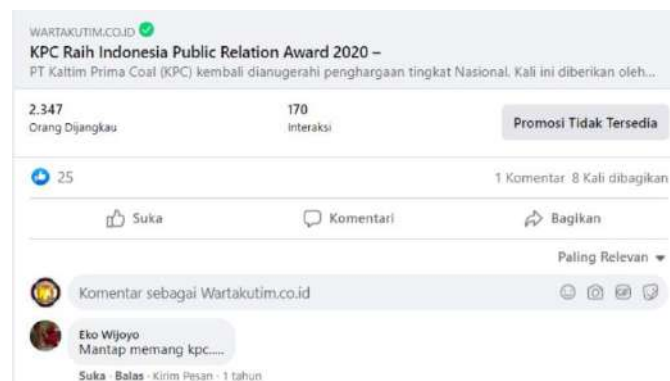 WARTAKUTIM.CO.ID
KPC Raih Indonesia Public Relation Award 2020 –
PT Kaltim Prima Coal (KPC) kembali dianugerahi penghargaan tingkat Nasional. Kali ini diberikan oleh...
2.347 170
Orang Dijangkau Interaksi Promosi Tidak Tersedia
25 1 Komentar 8 Kali dibagikan
Suka Komentari Bagikan
Paling Relevan
Komentar sebagai Wartakutim.co.id GIF
Eko Wijoyo
Mantap memang kpc.....
Suka · Balas · Kirim Pesan · 1 tahun